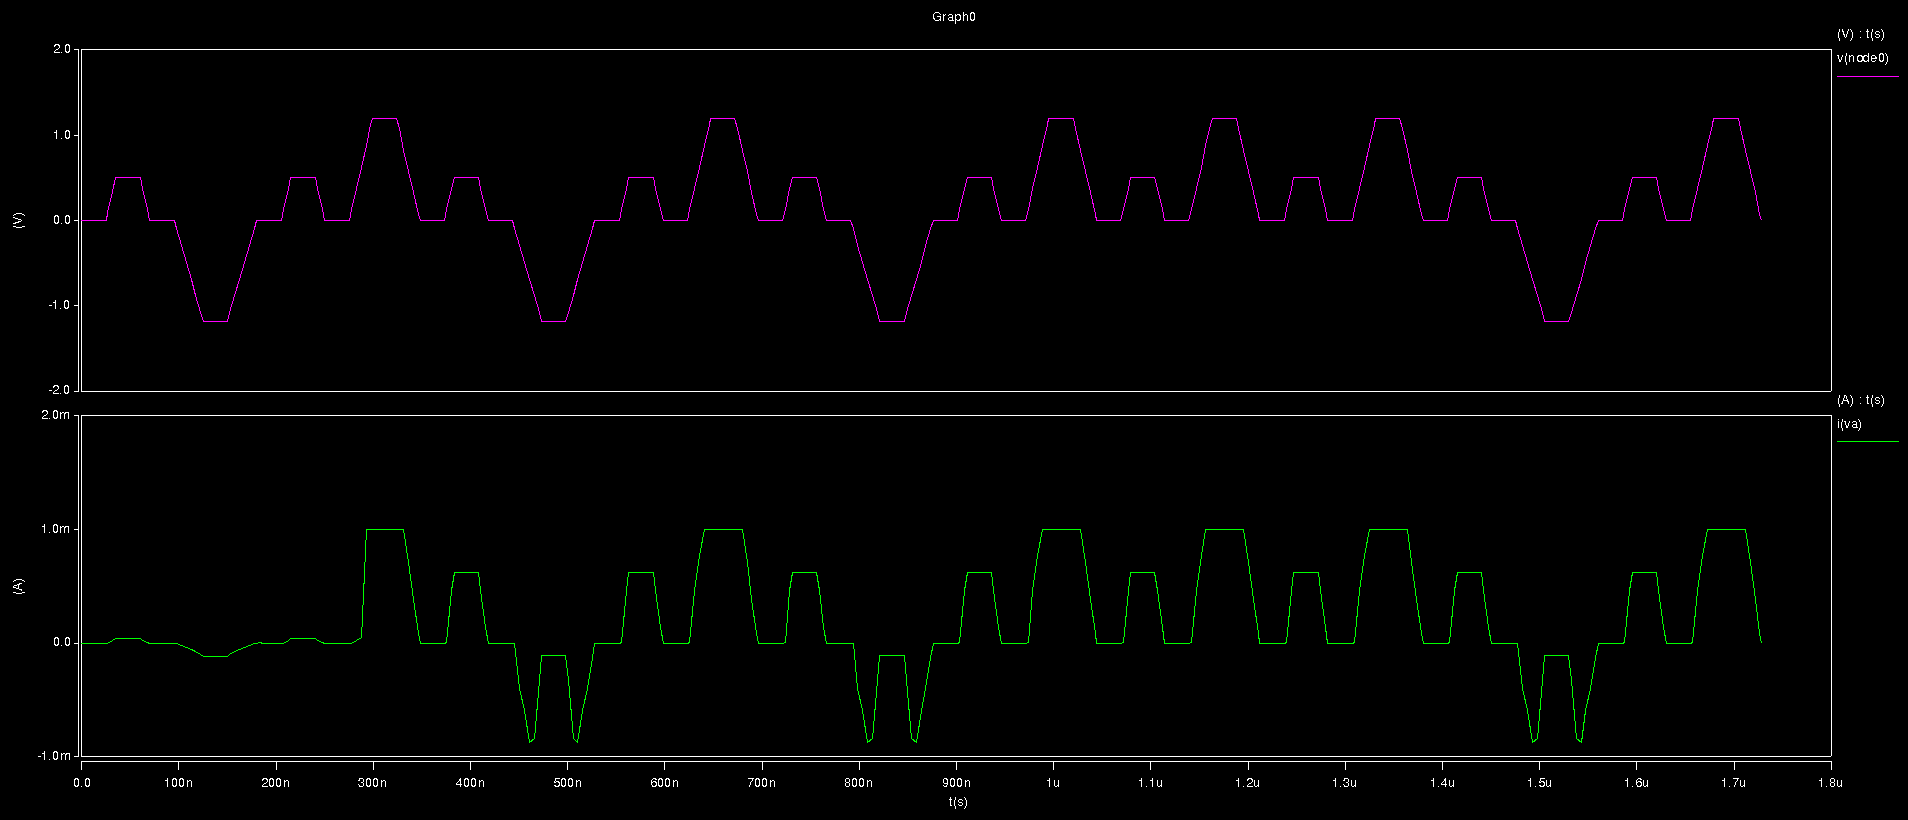 Graph0
(V) : t(s)
v(node0)
2.0
1.0
0.0
-1.0
-2.0
(V)
(A) : t(s)
i(va)
2.0m
1.0m
0.0
-1.0m
(A)
0.0 100n 200n 300n 400n 500n 600n 700n 800n 900n 1u 1.1u 1.2u 1.3u 1.4u 1.5u 1.6u 1.7u 1.8u
t(s)